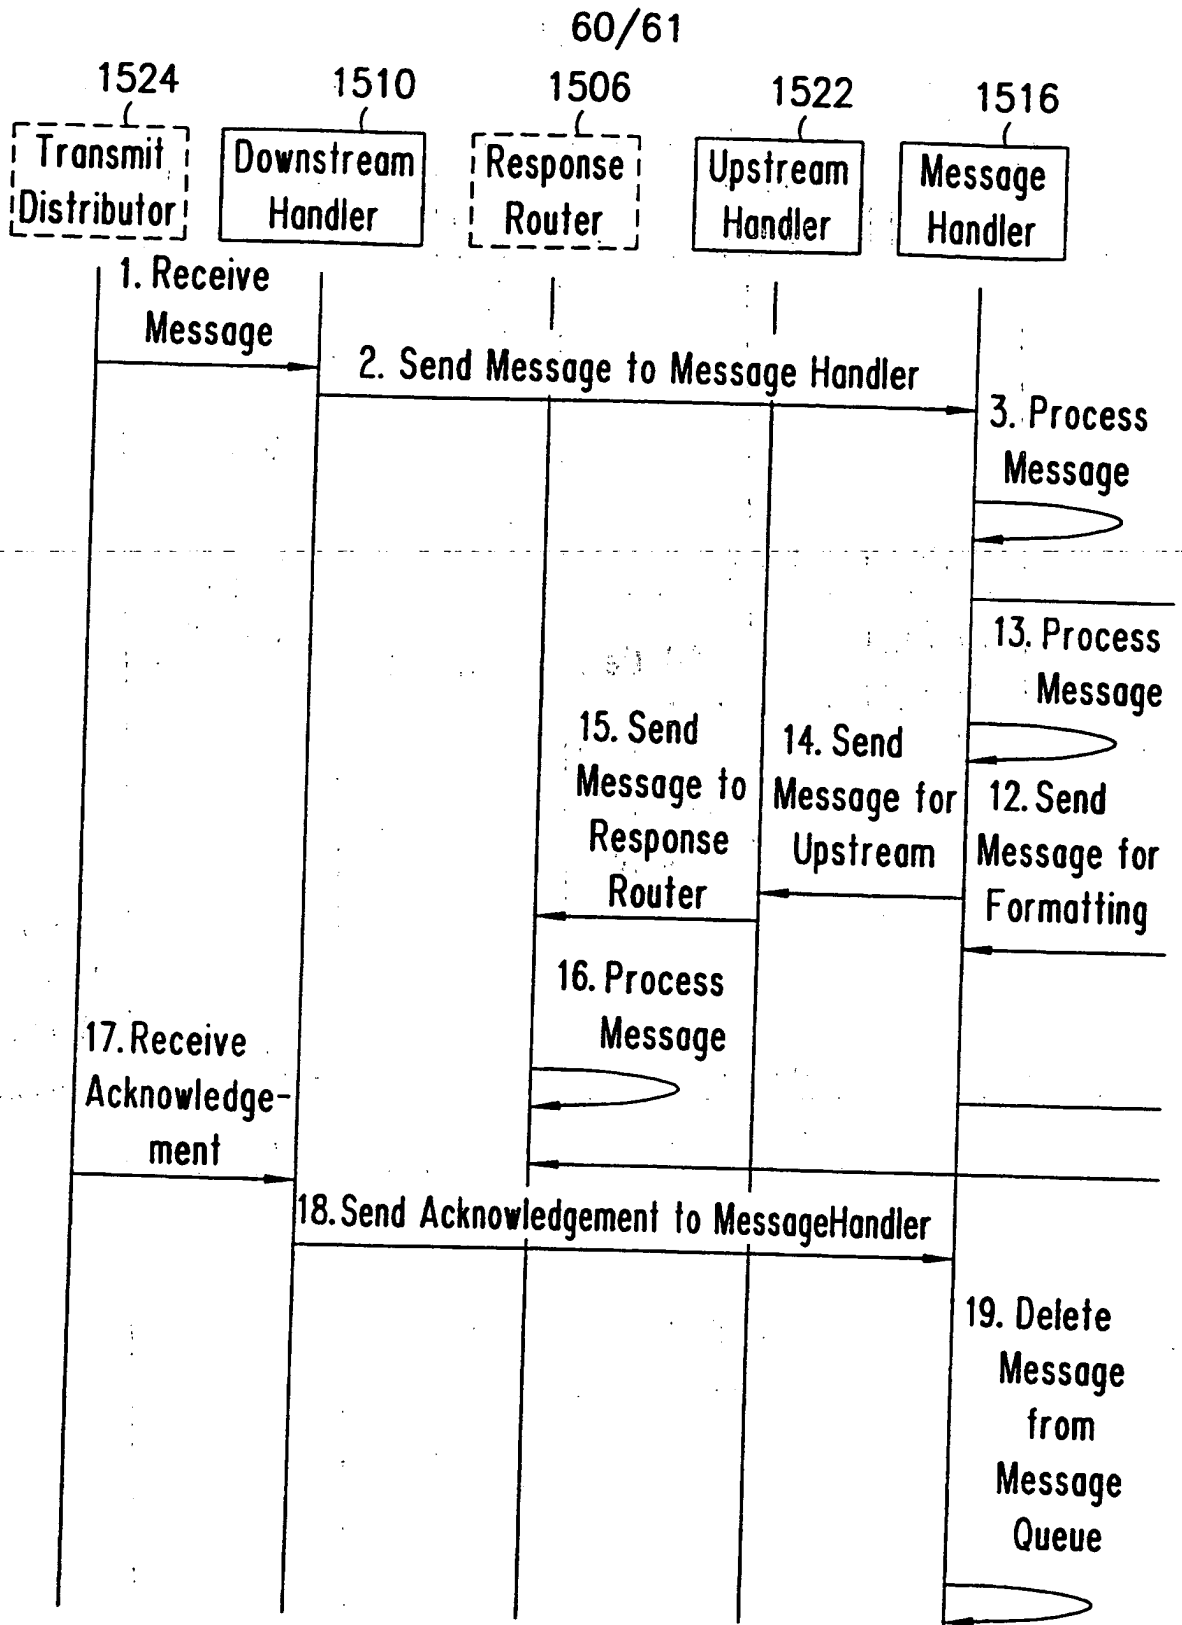 60/61
1524
1510
1506
1522
1516
Transmit
Distributor
Downstream
Handler
Response
Router
Upstream
Handler
Message
Handler
1. Receive
Message
2. Send Message to Message Handler
3. Process
Message
13. Process
Message
15. Send
Message to
Response
Router
14. Send
Message for
Upstream
12. Send
Message for
Formatting
16. Process
Message
17. Receive
Acknowledge-
ment
18. Send Acknowledgement to MessageHandler
19. Delete
Message
from
Message
Queue